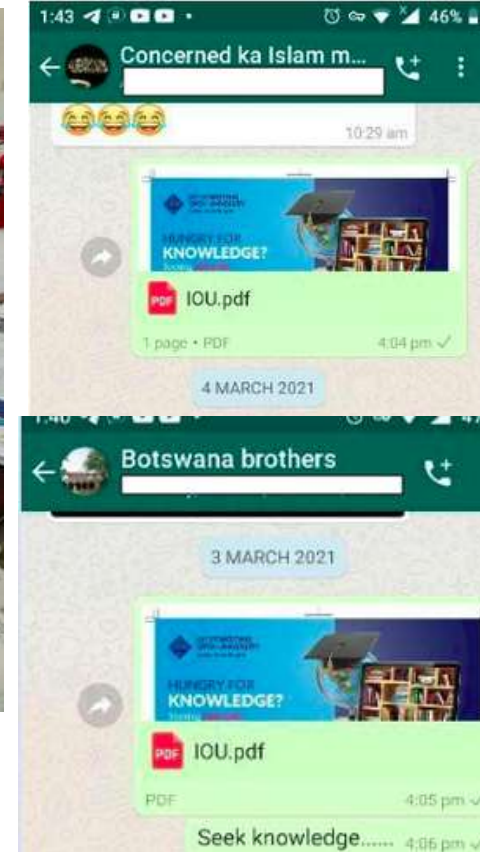 1:43
46%
Concerned ka Islam m...
😂😂😂
10:29 am
HUNGRY FOR
KNOWLEDGE?
PDF
IOU.pdf
1 page • PDF
4:04 pm
4 MARCH 2021
Botswana brothers
3 MARCH 2021
HUNGRY FOR
KNOWLEDGE?
PDF
IOU.pdf
PDF
4:05 pm
Seek knowledge......
4:06 pm